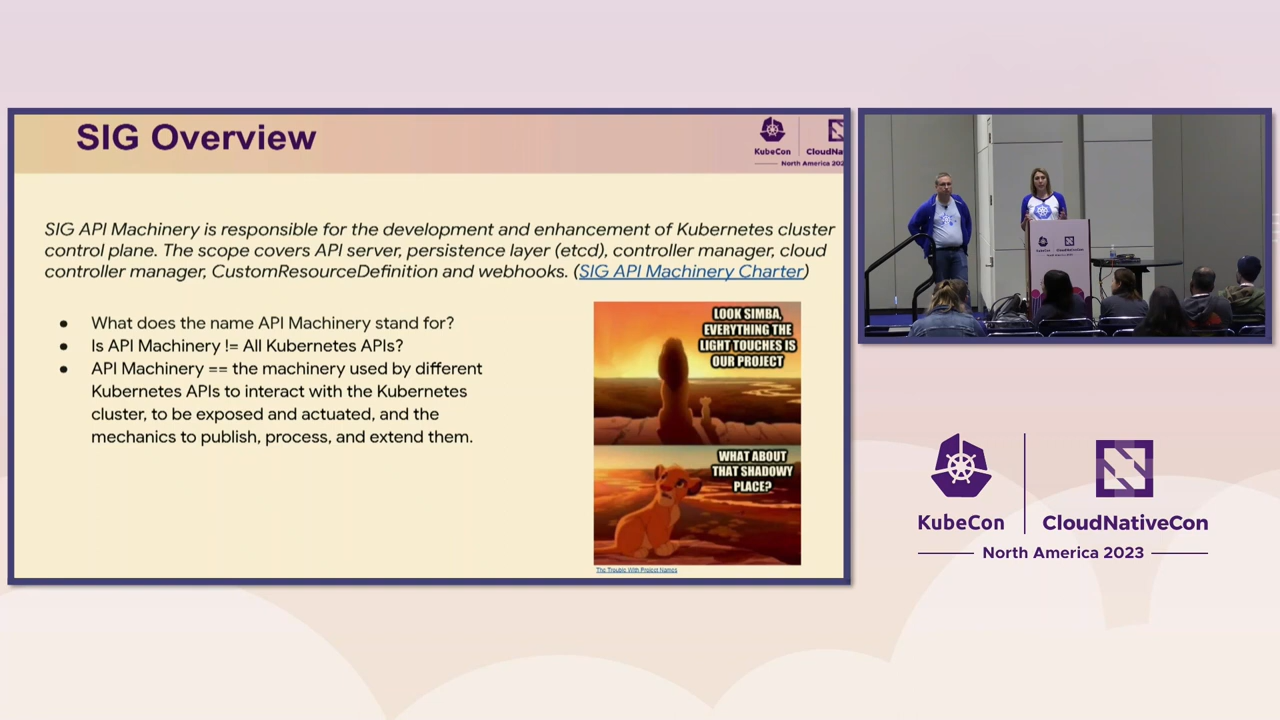 SIG Overview
KubeCon
CloudNa
North America 202
SIG API Machinery is responsible for the development and enhancement of Kubernetes cluster
control plane. The scope covers API server, persistence layer (etcd), controller manager, cloud
controller manager, CustomResourceDefinition and webhooks. (SIG API Machinery Charter)
● What does the name API Machinery stand for?
● Is API Machinery != All Kubernetes APIs?
● API Machinery == the machinery used by different
Kubernetes APIs to interact with the Kubernetes
cluster, to be exposed and actuated, and the
mechanics to publish, process, and extend them.
LOOK SIMBA,
EVERYTHING THE
LIGHT TOUCHES IS
OUR PROJECT
WHAT ABOUT
THAT SHADOWY
PLACE?
The Trouble With Project Names
KubeCon
CloudNativeCon
North America 2023